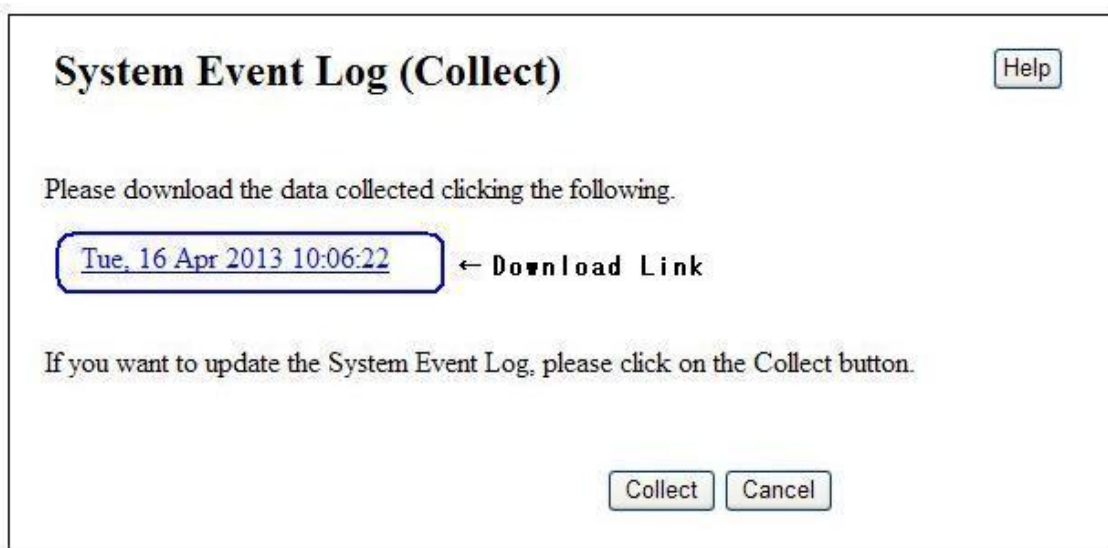 System Event Log (Collect)
Help
Please download the data collected clicking the following.
Tue, 16 Apr 2013 10:06:22
← Download Link
If you want to update the System Event Log, please click on the Collect button.
Collect
Cancel